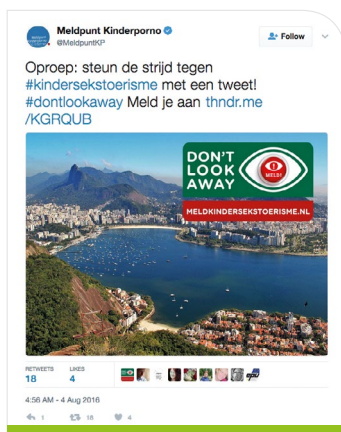 Meldpunt Kinderporno
@MeldpuntKP
Follow
Oproep: steun de strijd tegen
#kindersekstoerisme met een tweet!
#dontlookaway Meld je aan thndr.me
/KGRQUB
DON'T
LOOK
AWAY
MELD!
MELDKINDERSEKSTOERISME.NL
RETWEETS LIKES
18 4
4:56 AM - 4 Aug 2016
1 18 4